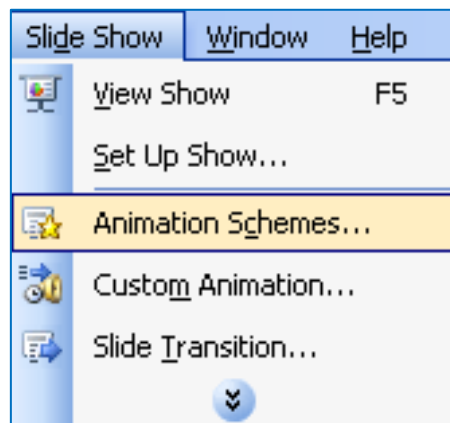 Slide Show Window Help
View Show F5
Set Up Show...
Animation Schemes...
Custom Animation...
Slide Transition...